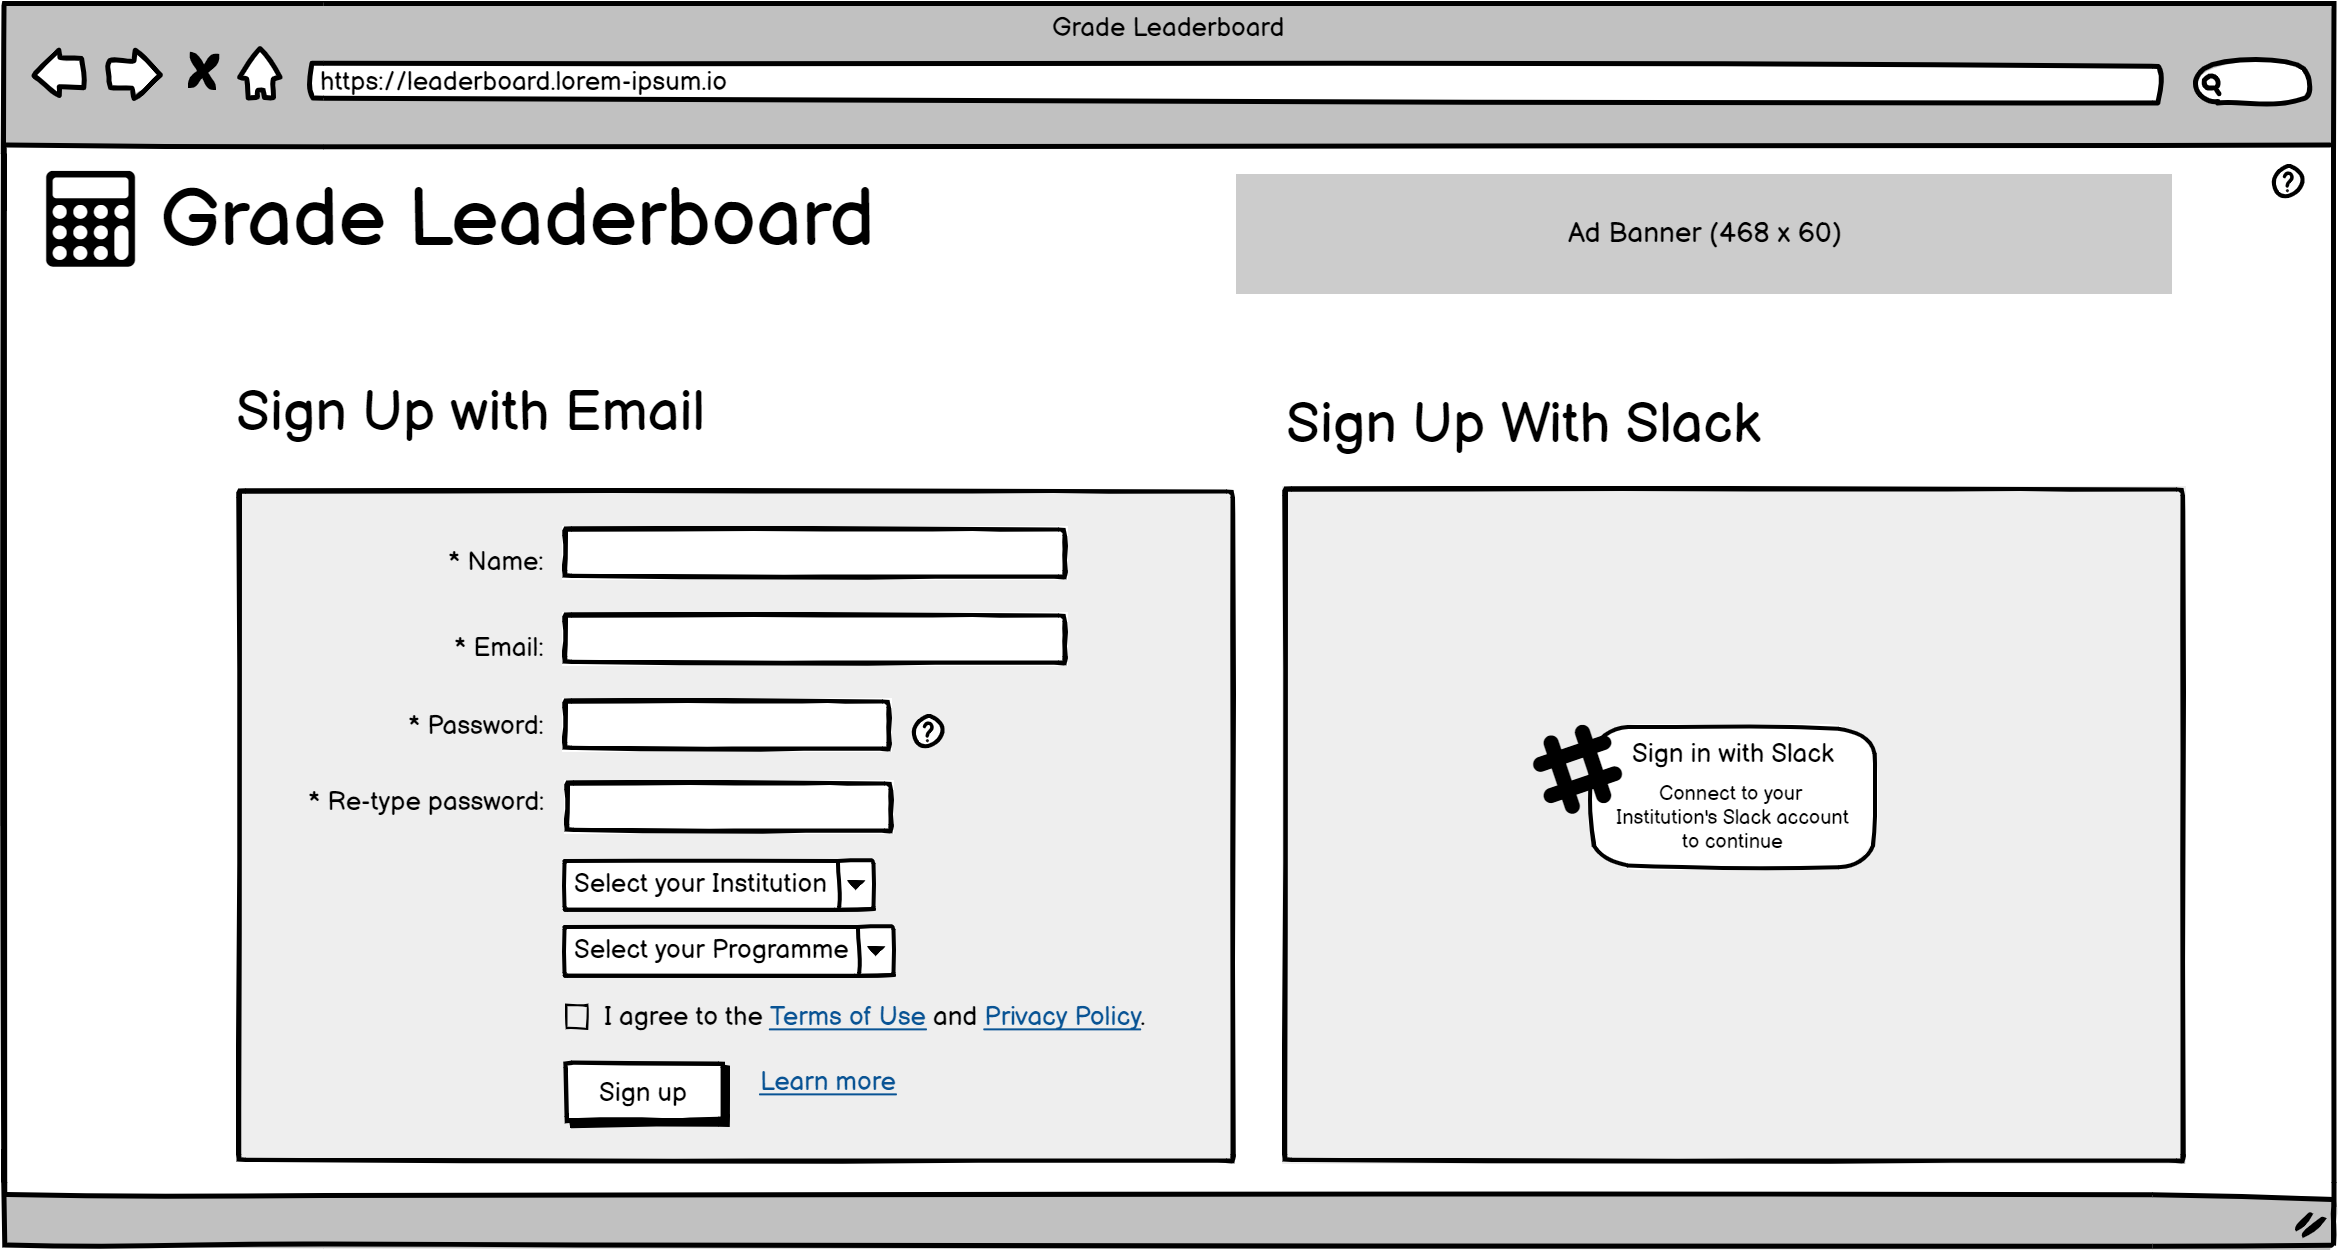 Grade Leaderboard
https://leaderboard.lorem-ipsum.io
Grade Leaderboard
Ad Banner (468 x 60)
?
Sign Up with Email
* Name:
* Email:
* Password:
?
* Re-type password:
Select your Institution
Select your Programme
I agree to the Terms of Use and Privacy Policy.
Sign up
Learn more
Sign Up With Slack
Sign in with Slack
Connect to your
Institution's Slack account
to continue